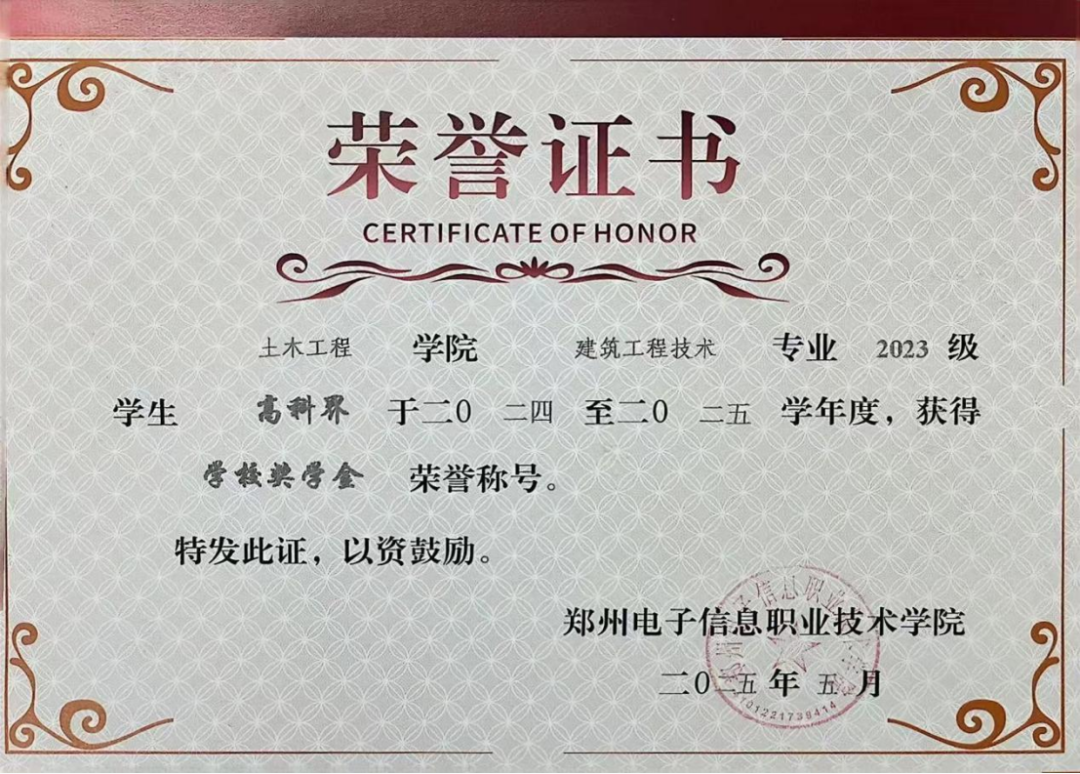 荣誉证书
CERTIFICATE OF HONOR
土木工程 学院 建筑工程技术 专业 2023 级
学生 高科界 于二0 二四 至二0 二五 学年度，获得
学校奖学金 荣誉称号。
特发此证，以资鼓励。
郑州电子信息职业技术学院
二0二五年五月